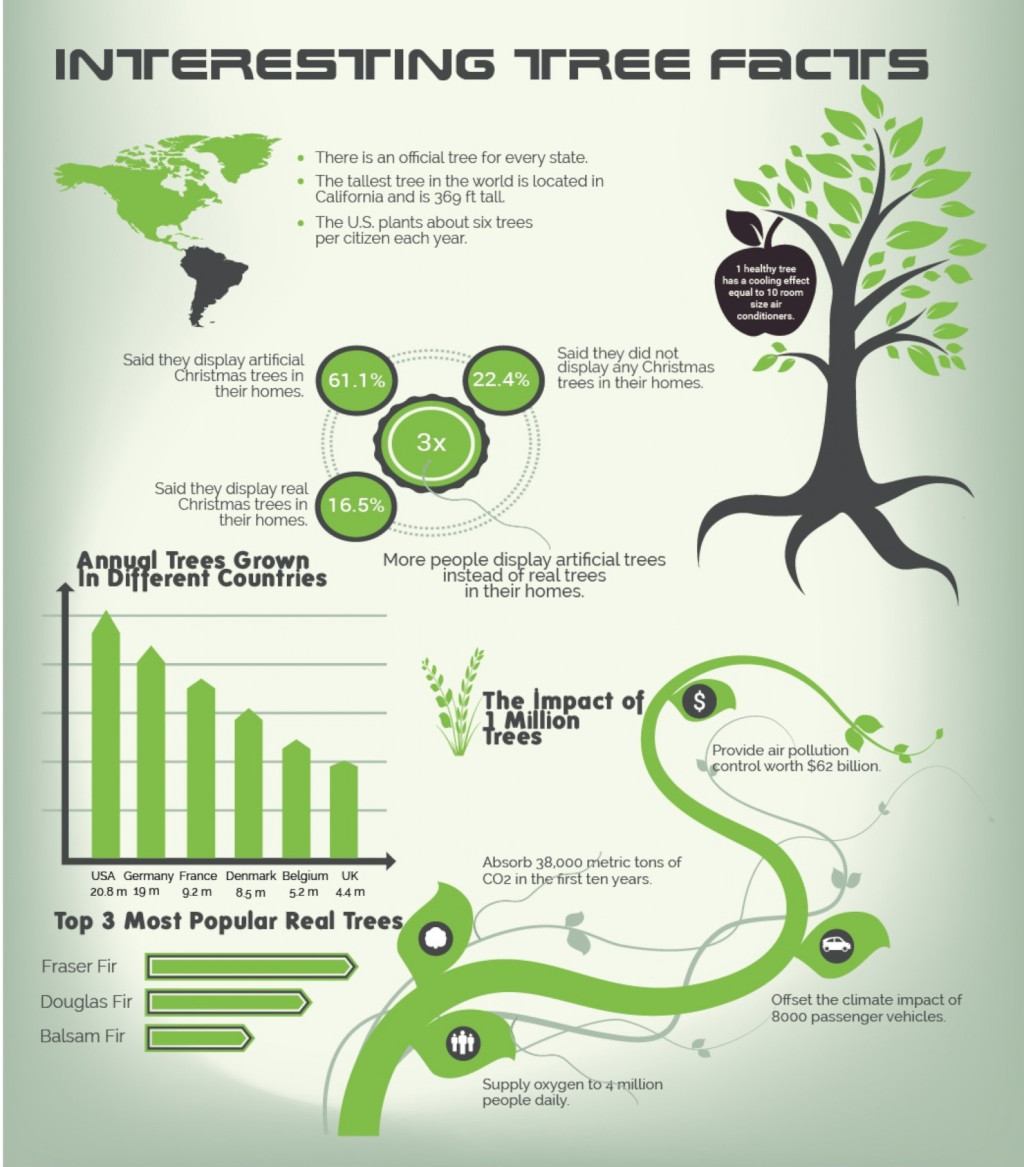 INTERESTING TREE FACTS
There is an official tree for every state.
The tallest tree in the world is located in
California and is 369 ft tall.
The U.S. plants about six trees
per citizen each year.
1 healthy tree
has a cooling effect
equal to 10 room
size air
conditioners.
Said they display artificial
Christmas trees in
their homes.
61.1%
22.4%
Said they did not
display any Christmas
trees in their homes.
3x
Said they display real
Christmas trees in
their homes.
16.5%
More people display artificial trees
instead of real trees
in their homes.
Annual Trees Grown
In Different Countries
USA Germany France Denmark Belgium UK
20.8 m 19 m 9.2 m 8.5 m 5.2 m 4.4 m
Top 3 Most Popular Real Trees
Fraser Fir
Douglas Fir
Balsam Fir
The Impact of
1 Million
Trees
$
Provide air pollution
control worth $62 billion.
Absorb 38,000 metric tons of
CO2 in the first ten years.
Offset the climate impact of
8000 passenger vehicles.
Supply oxygen to 4 million
people daily.